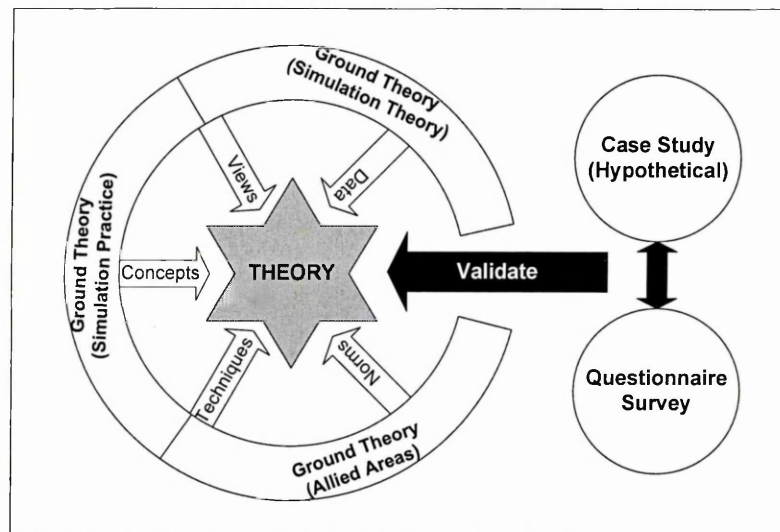 Ground Theory
(Simulation Theory)
Views
Data
Ground Theory
(Simulation Practice)
Concepts
THEORY
Techniques
Norms
Ground Theory
(Allied Areas)
Validate
Case Study
(Hypothetical)
Questionnaire
Survey